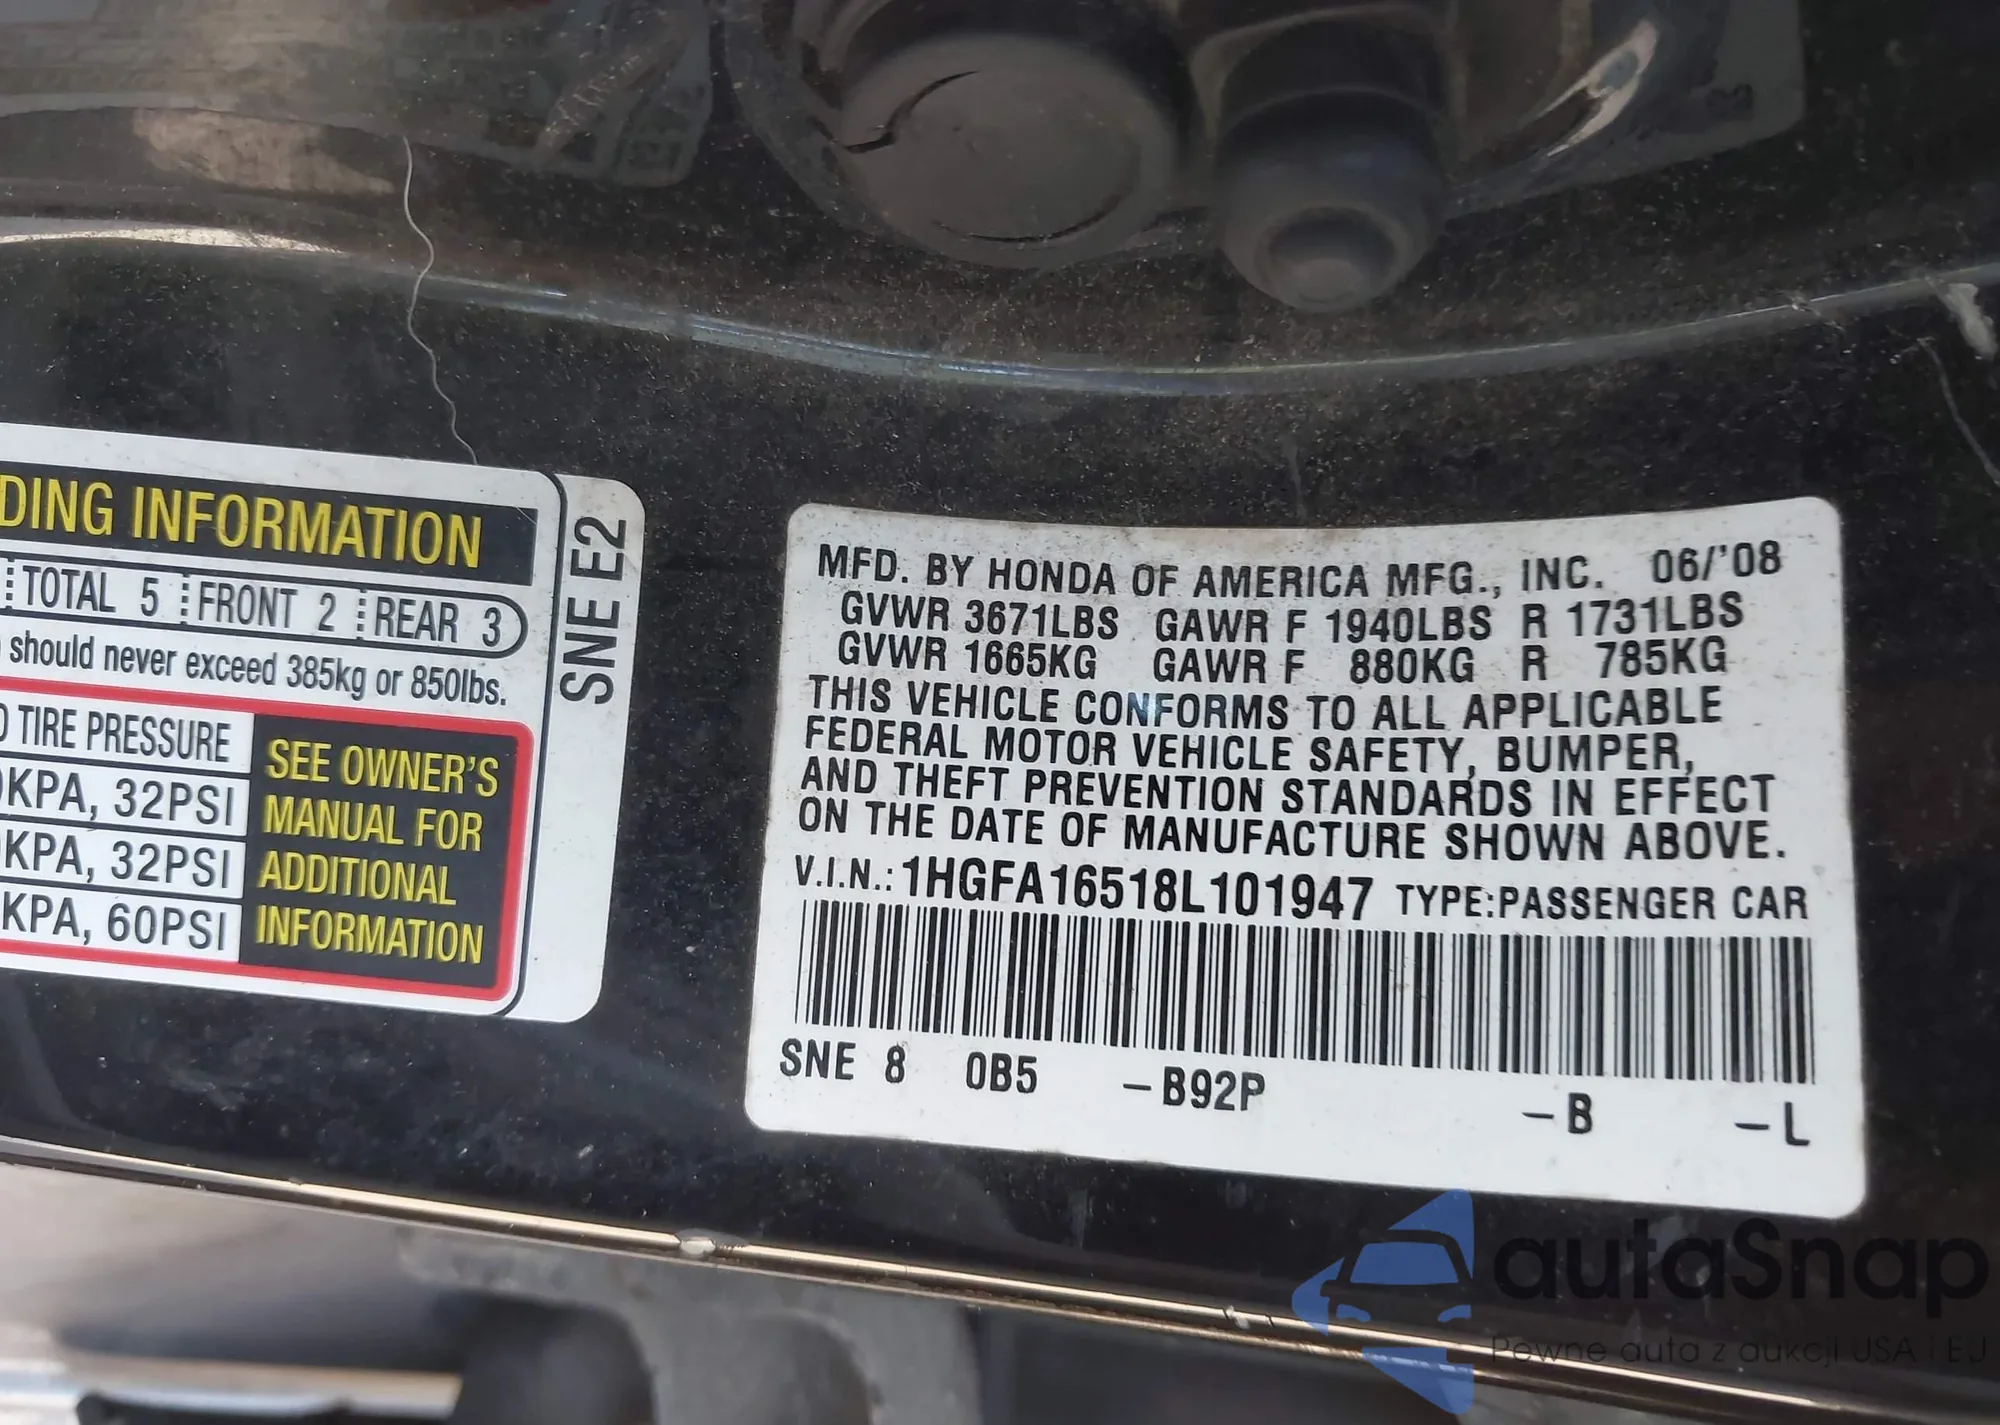 DING INFORMATION
TOTAL 5 FRONT 2 REAR 3
should never exceed 385kg or 850lbs.
TIRE PRESSURE
KPA, 32PSI
KPA, 32PSI
KPA, 60PSI
SEE OWNER'S
MANUAL FOR
ADDITIONAL
INFORMATION
SNE E2
MFD. BY HONDA OF AMERICA MFG., INC. 06/'08
GVWR 3671LBS GAWR F 1940LBS R 1731LBS
GVWR 1665KG GAWR F 880KG R 785KG
THIS VEHICLE CONFORMS TO ALL APPLICABLE
FEDERAL MOTOR VEHICLE SAFETY, BUMPER,
AND THEFT PREVENTION STANDARDS IN EFFECT
ON THE DATE OF MANUFACTURE SHOWN ABOVE.
V.I.N.: 1HGFA16518L101947 TYPE:PASSENGER CAR
SNE 8 0B5 -B92P -B -L
autaSnap
Pewne auta z aukcji USA i EU